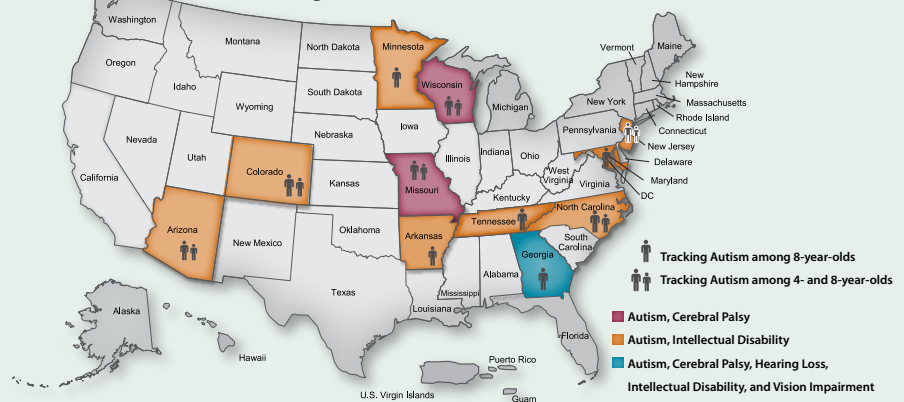 Washington
Montana
North Dakota
Minnesota
Maine
Vermont
Oregon
Idaho
South Dakota
Wisconsin
New
Hampshire
Wyoming
Michigan
New York
Massachusetts
Rhode Island
Connecticut
Nevada
Nebraska
Iowa
Pennsylvania
New Jersey
Utah
Illinois
Indiana
Ohio
Delaware
California
Colorado
Kansas
Missouri
West
Virginia
Virginia
Maryland
DC
Kentucky
Arizona
New Mexico
Oklahoma
Arkansas
Tennessee
North Carolina
South
Carolina
Texas
Mississippi
Alabama
Georgia
Louisiana
Florida
Alaska
Hawaii
Puerto Rico
U.S. Virgin Islands
Guam
Tracking Autism among 8-year-olds
Tracking Autism among 4- and 8-year-olds
Autism, Cerebral Palsy
Autism, Intellectual Disability
Autism, Cerebral Palsy, Hearing Loss,
Intellectual Disability, and Vision Impairment